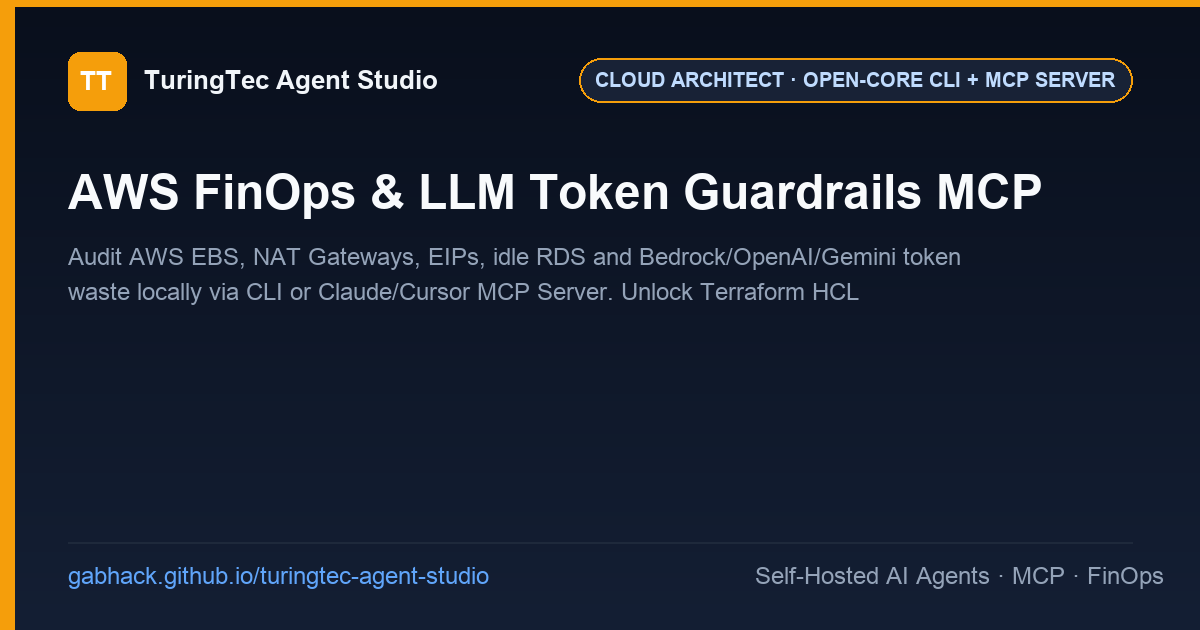 TT
TuringTec Agent Studio
CLOUD ARCHITECT · OPEN-CORE CLI + MCP SERVER
AWS FinOps & LLM Token Guardrails MCP
Audit AWS EBS, NAT Gateways, EIPs, idle RDS and Bedrock/OpenAI/Gemini token
waste locally via CLI or Claude/Cursor MCP Server. Unlock Terraform HCL
gabhack.github.io/turingtec-agent-studio
Self-Hosted AI Agents · MCP · FinOps